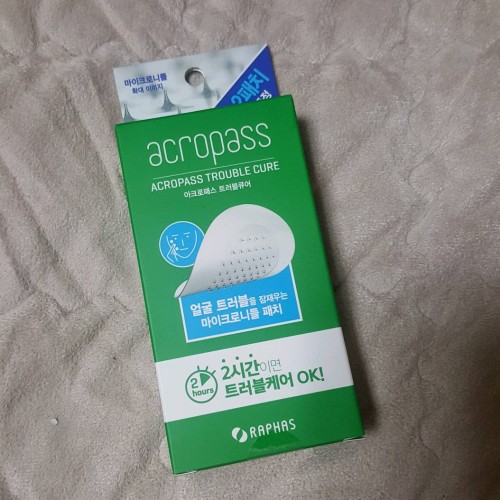 마이크로니들
확대 이미지
acropass
ACROPASS TROUBLE CURE
아크로패스 트러블큐어
얼굴 트러블을 잠재우는
마이크로니들 패치
2
hours
2시간이면
트러블케어 OK!
RAPHAS